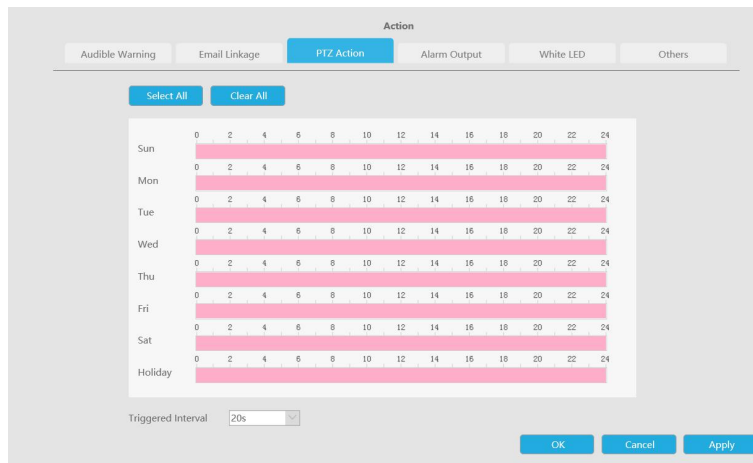 Action
Audible Warning Email Linkage PTZ Action Alarm Output White LED Others
Select All Clear All
0 2 4 6 8 10 12 14 16 18 20 22 24
Sun
0 2 4 6 8 10 12 14 16 18 20 22 24
Mon
0 2 4 6 8 10 12 14 16 18 20 22 24
Tue
0 2 4 6 8 10 12 14 16 18 20 22 24
Wed
0 2 4 6 8 10 12 14 16 18 20 22 24
Thu
0 2 4 6 8 10 12 14 16 18 20 22 24
Fri
0 2 4 6 8 10 12 14 16 18 20 22 24
Sat
0 2 4 6 8 10 12 14 16 18 20 22 24
Holiday
Triggered Interval 20s
OK Cancel Apply